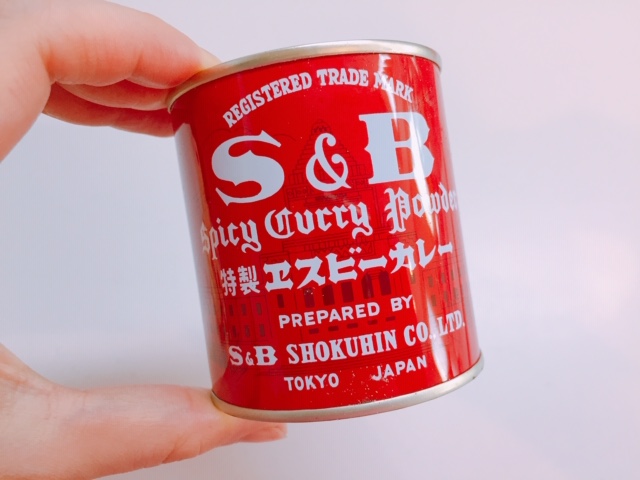 REGISTERED TRADE MARK
S&B
Spicy Curry Powder
特製ヱスビーカレー
PREPARED BY
S&B SHOKUHIN CO., LTD.
TOKYO JAPAN